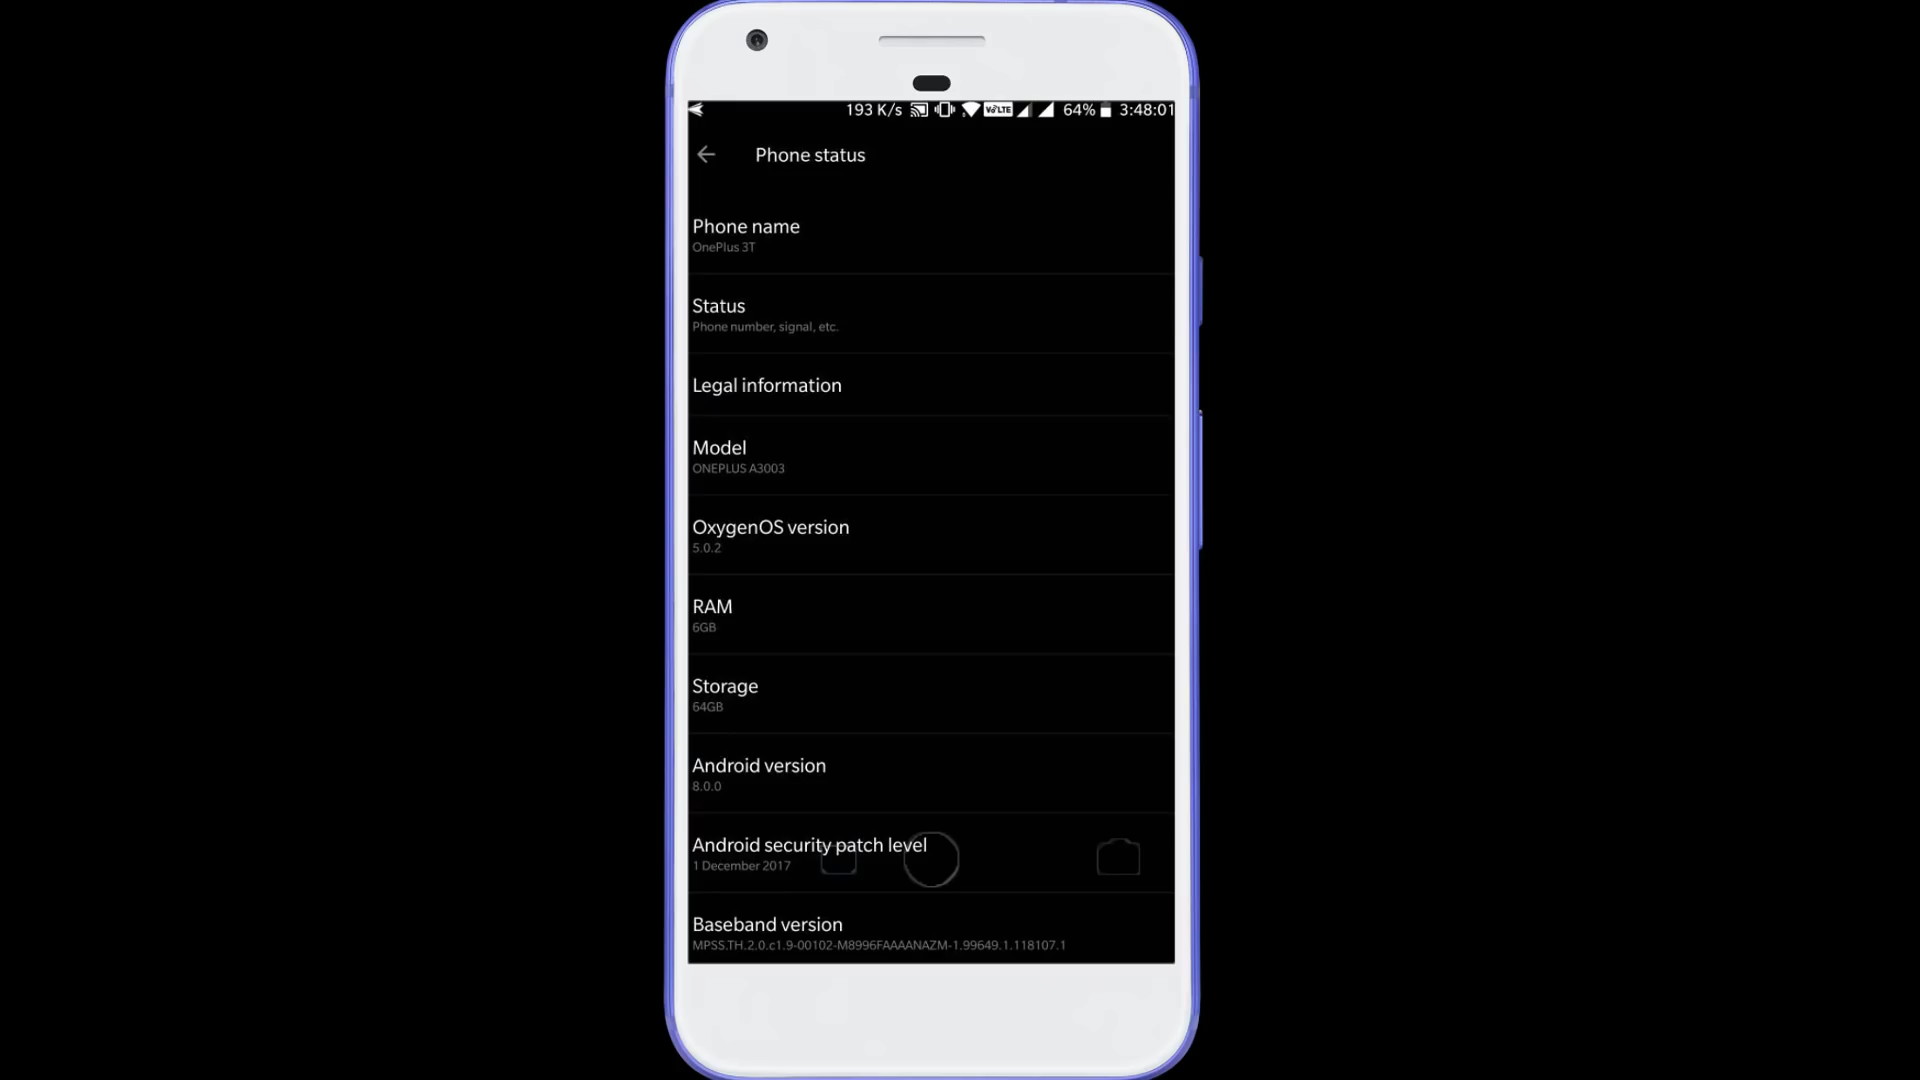 193 K/s VoLTE 64% 3:48:01
Phone status
Phone name
OnePlus 3T
Status
Phone number, signal, etc.
Legal information
Model
ONEPLUS A3003
OxygenOS version
5.0.2
RAM
6GB
Storage
64GB
Android version
8.0.0
Android security patch level
1 December 2017
Baseband version
MPSS.TH.2.0.c1.9-00102-M8996FAAAANAZM-1.99649.1.118107.1